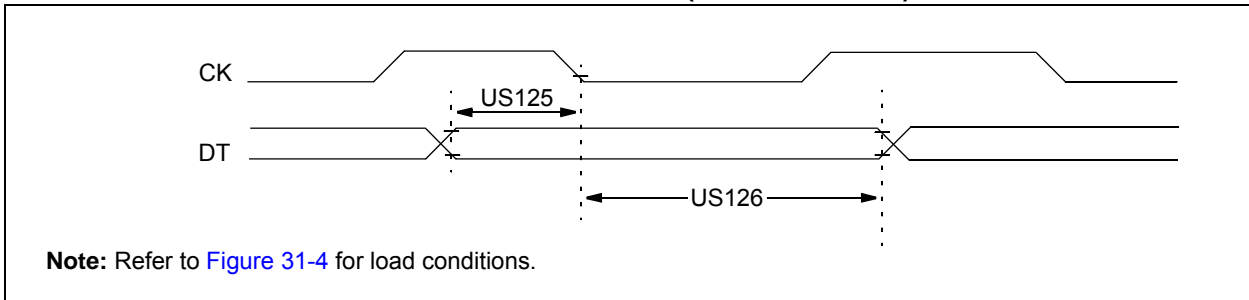 CK
US125
DT
US126
Note: Refer to Figure 31-4 for load conditions.